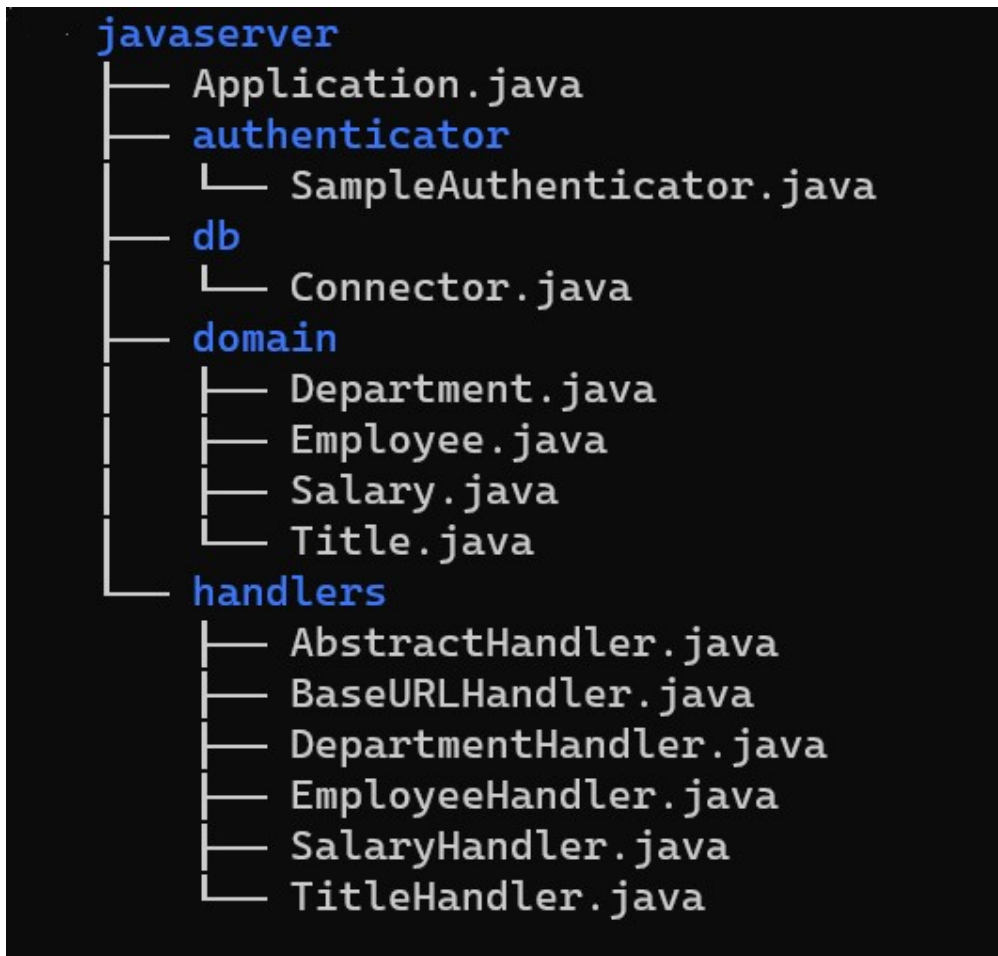 javaserver
├── Application.java
├── authenticator
│   └── SampleAuthenticator.java
├── db
│   └── Connector.java
├── domain
│   ├── Department.java
│   ├── Employee.java
│   ├── Salary.java
│   └── Title.java
└── handlers
    ├── AbstractHandler.java
    ├── BaseURLHandler.java
    ├── DepartmentHandler.java
    ├── EmployeeHandler.java
    ├── SalaryHandler.java
    └── TitleHandler.java